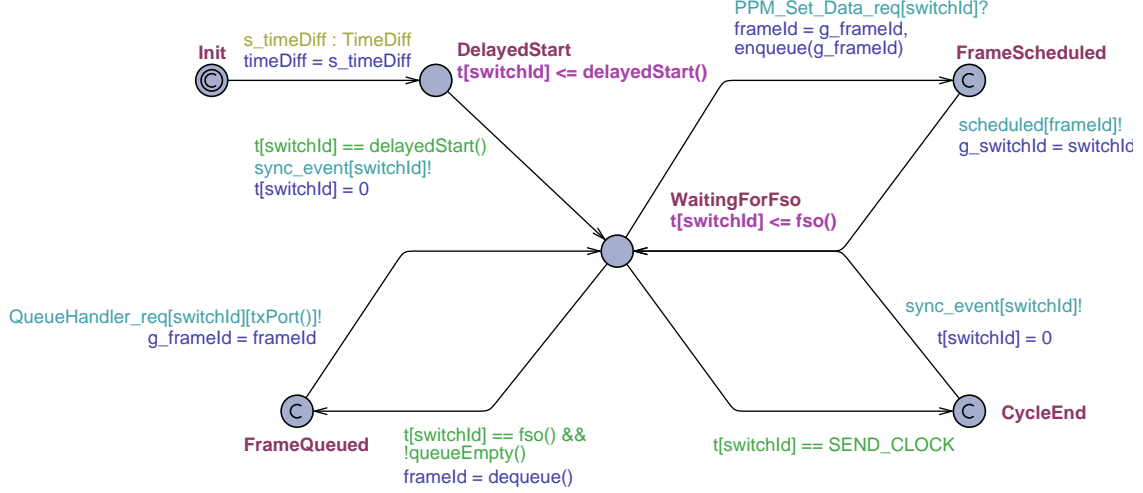 PPM_Set_Data_req[switchId]?
frameId = g_frameId,
enqueue(g_frameId)
Init
s_timeDiff : TimeDiff
timeDiff = s_timeDiff
DelayedStart
t[switchId] <= delayedStart()
FrameScheduled
C
C
t[switchId] == delayedStart()
sync_event[switchId]!
t[switchId] = 0
scheduled[frameId]!
g_switchId = switchId
WaitingForFso
t[switchId] <= fso()
QueueHandler_req[switchId][txPort()]!
g_frameId = frameId
sync_event[switchId]!
t[switchId] = 0
C
C
FrameQueued
CycleEnd
t[switchId] == fso() &&
!queueEmpty()
frameId = dequeue()
t[switchId] == SEND_CLOCK